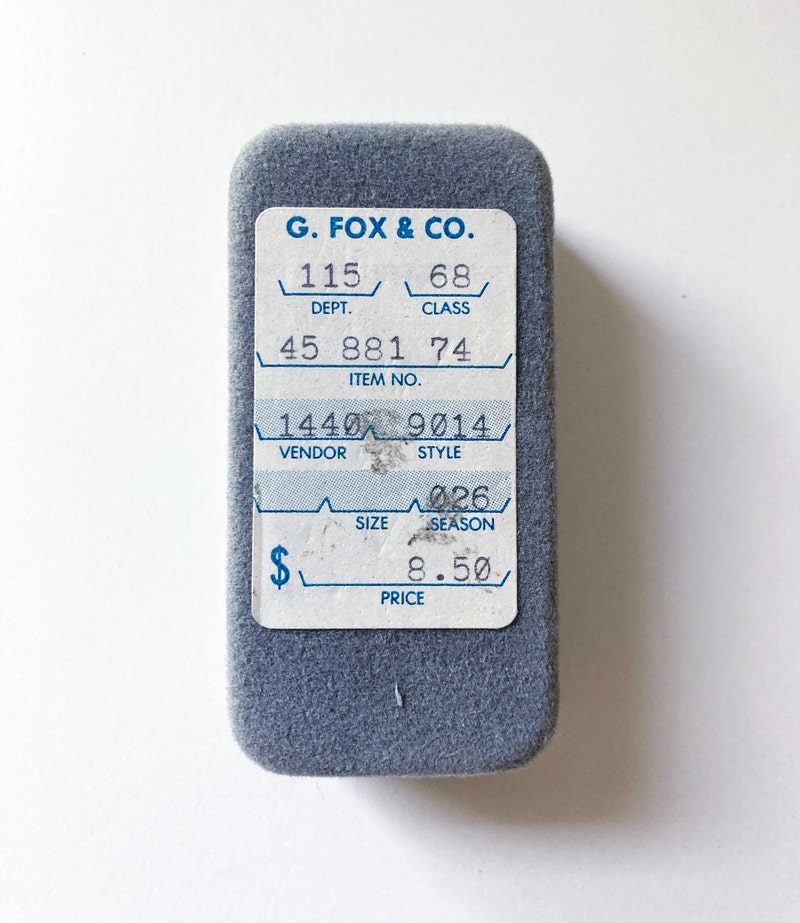 G. FOX & CO.
115 68
DEPT. CLASS
45 881 74
ITEM NO.
1440 9014
VENDOR STYLE
026
SIZE SEASON
$ 8.50
PRICE